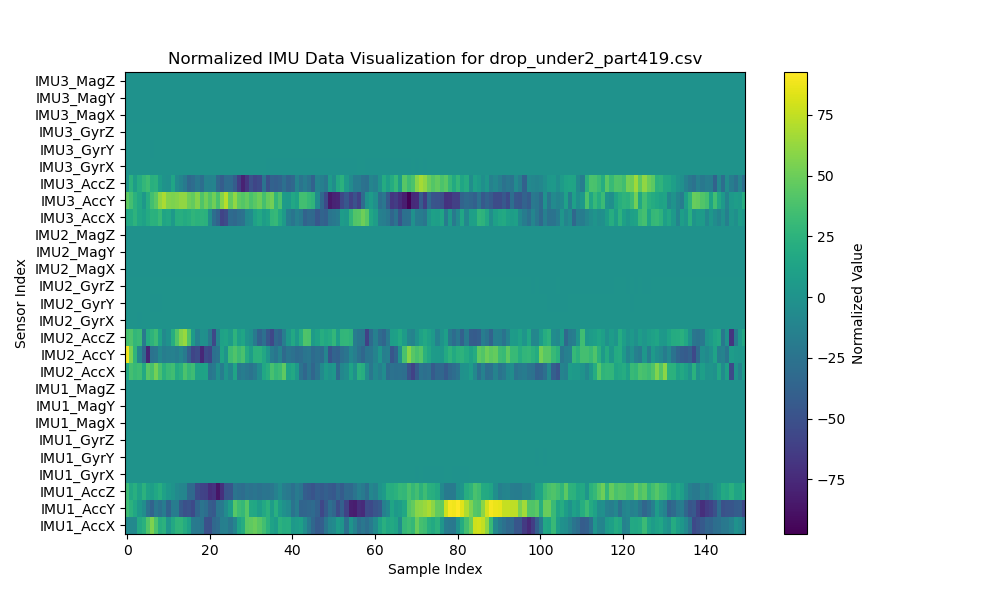 Normalized IMU Data Visualization for drop_under2_part419.csv
IMU3_MagZ
IMU3_MagY
IMU3_MagX
IMU3_GyrZ
IMU3_GyrY
IMU3_GyrX
IMU3_AccZ
IMU3_AccY
IMU3_AccX
IMU2_MagZ
IMU2_MagY
IMU2_MagX
IMU2_GyrZ
IMU2_GyrY
IMU2_GyrX
IMU2_AccZ
IMU2_AccY
IMU2_AccX
IMU1_MagZ
IMU1_MagY
IMU1_MagX
IMU1_GyrZ
IMU1_GyrY
IMU1_GyrX
IMU1_AccZ
IMU1_AccY
IMU1_AccX
Sensor Index
0 20 40 60 80 100 120 140
Sample Index
75
50
25
0
−25
−50
−75
Normalized Value